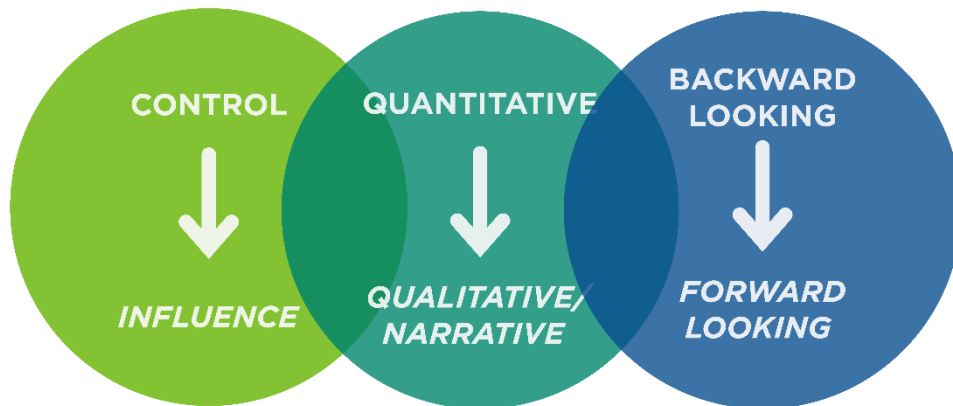 CONTROL
INFLUENCE
QUANTITATIVE
QUALITATIVE/
NARRATIVE
BACKWARD
LOOKING
FORWARD
LOOKING